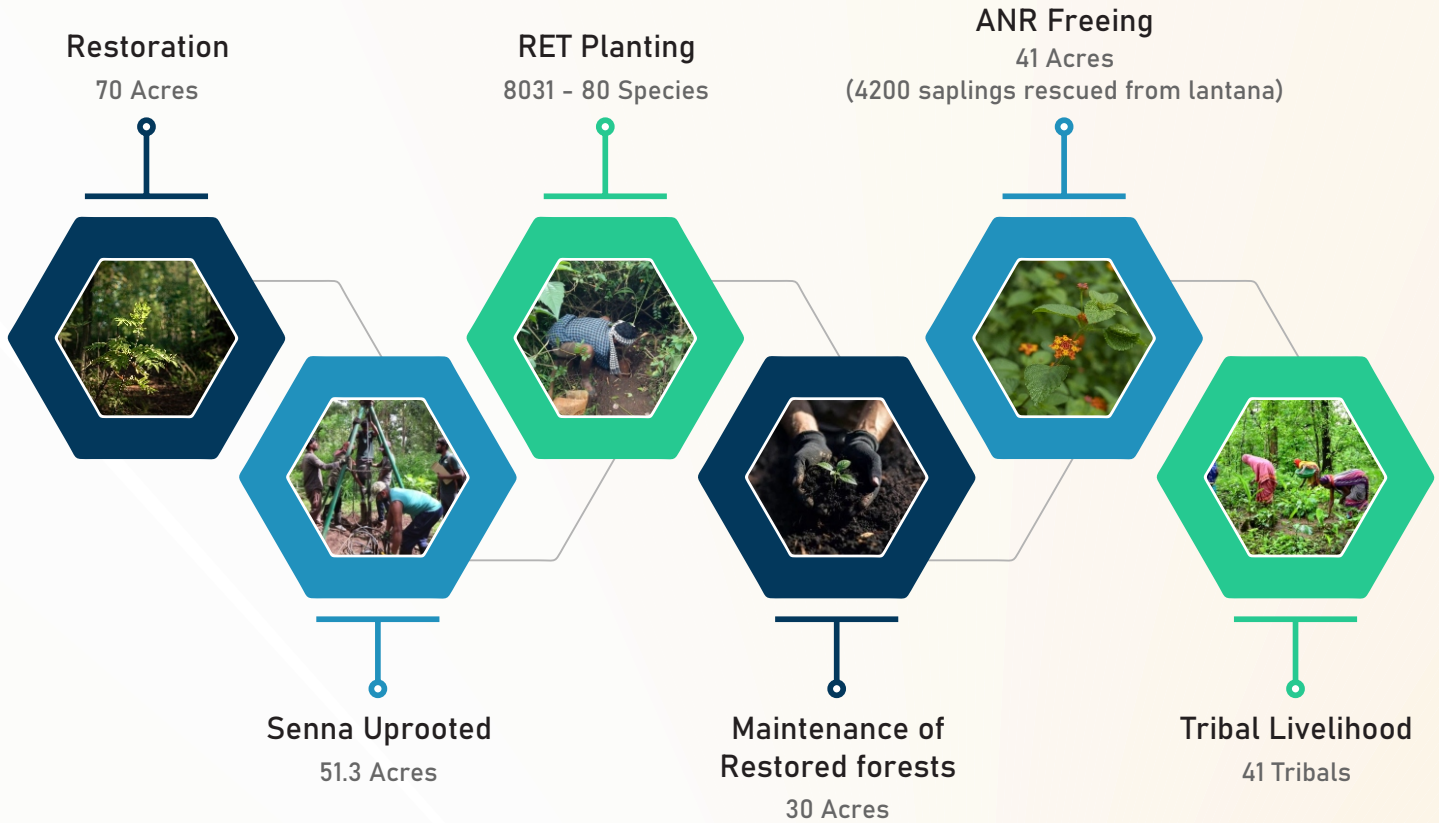 Restoration
70 Acres
RET Planting
8031 - 80 Species
ANR Freeing
41 Acres
(4200 saplings rescued from lantana)
Senna Uprooted
51.3 Acres
Maintenance of
Restored forests
30 Acres
Tribal Livelihood
41 Tribals